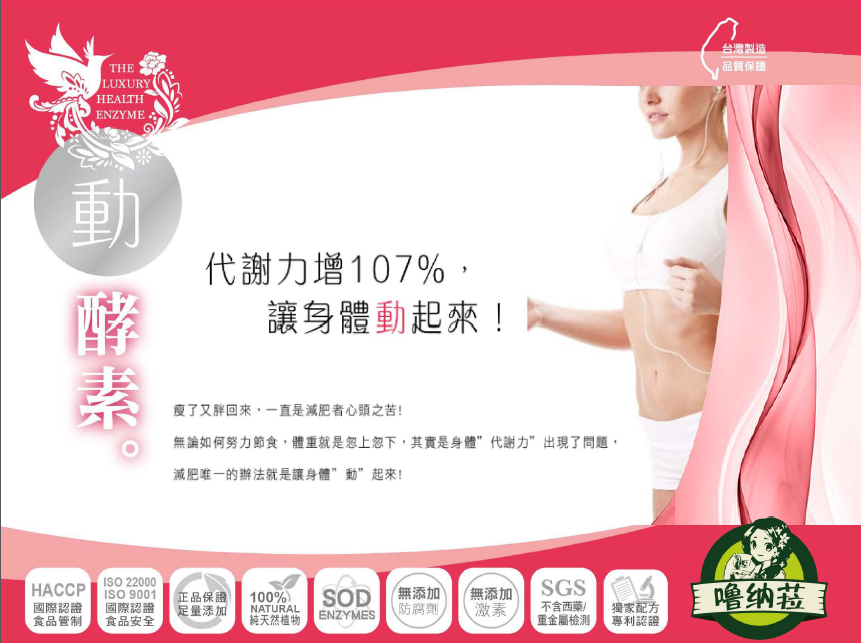 THE
LUXURY
HEALTH
ENZYME
台灣製造
品質保證
動
酵素。
代謝力增107%，
讓身體動起來！
瘦了又胖回來，一直是減肥者心頭之苦!
無論如何努力節食，體重就是忽上忽下，其實是身體”代謝力”出現了問題，
減肥唯一的辦法就是讓身體”動”起來!
HACCP
國際認證
食品管制
ISO 22000
ISO 9001
國際認證
食品安全
正品保證
足量添加
100%
NATURAL
純天然植物
SOD
ENZYMES
無添加
防腐劑
無添加
激素
SGS
不含西藥/
重金屬檢測
獨家配方
專利認證
噜纳菈